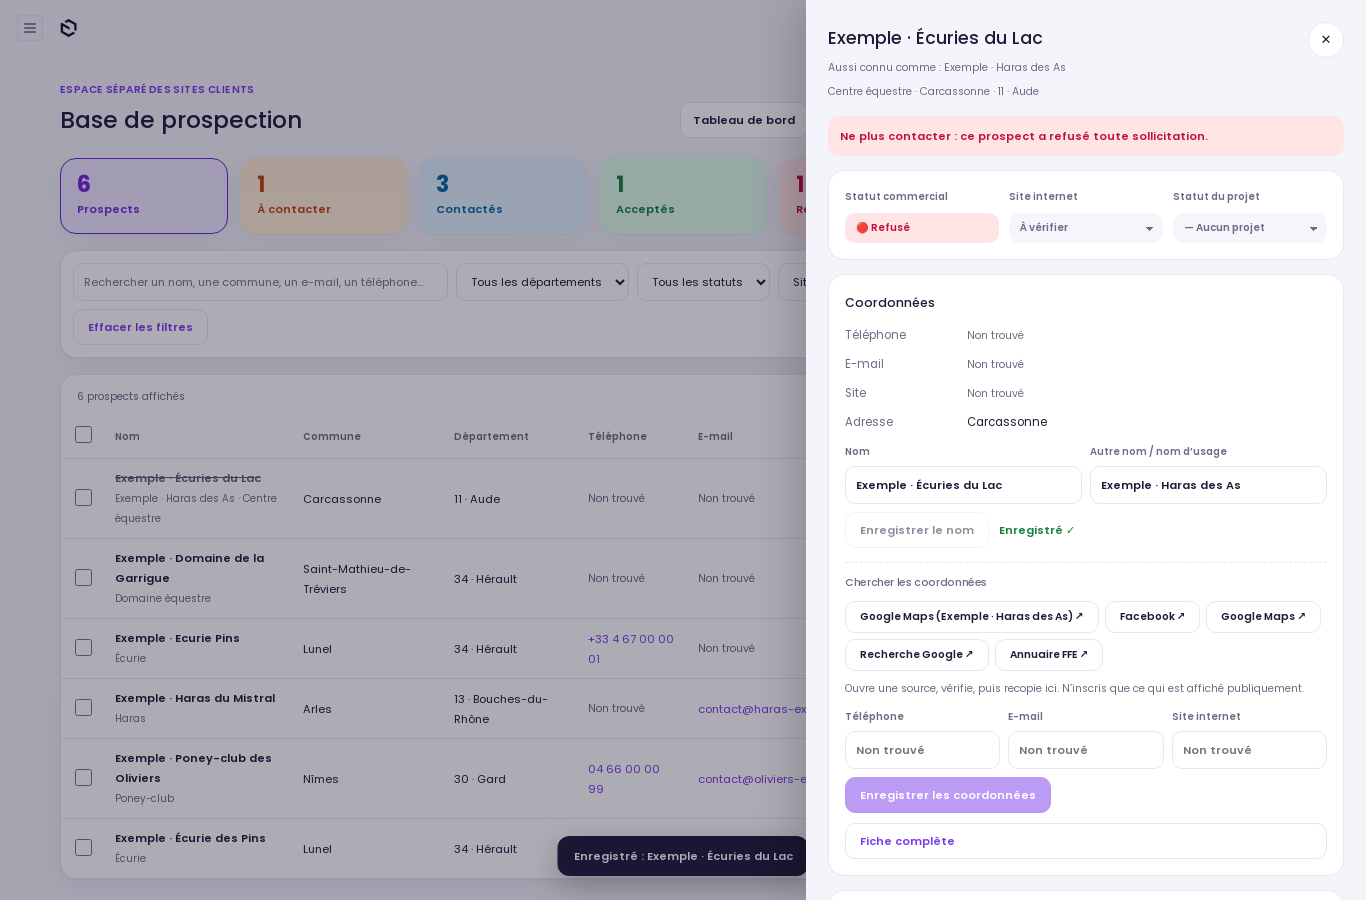 ESPACE SÉPARÉ DES SITES CLIENTS
Base de prospection
Tableau de bord
6
Prospects
1
À contacter
3
Contactés
1
Acceptés
1
Rechercher un nom, une commune, un e-mail, un téléphone…
Tous les départements
Tous les statuts
Effacer les filtres
6 prospects affichés
Nom
Commune
Département
Téléphone
E-mail
Exemple · Écuries du Lac
Exemple · Haras des As · Centre
équestre
Carcassonne
11 · Aude
Non trouvé
Non trouvé
Exemple · Domaine de la
Garrigue
Domaine équestre
Saint-Mathieu-de-
Tréviers
34 · Hérault
Non trouvé
Non trouvé
Exemple · Ecurie Pins
Écurie
Lunel
34 · Hérault
+33 4 67 00 00
01
Non trouvé
Exemple · Haras du Mistral
Haras
Arles
13 · Bouches-du-
Rhône
Non trouvé
contact@haras-ex
Exemple · Poney-club des
Oliviers
Poney-club
Nîmes
30 · Gard
04 66 00 00
99
contact@oliviers-e
Exemple · Écurie des Pins
Écurie
Lunel
34 · Hérault
Enregistré : Exemple · Écuries du Lac
Exemple · Écuries du Lac
✕
Aussi connu comme : Exemple · Haras des As
Centre équestre · Carcassonne · 11 · Aude
Ne plus contacter : ce prospect a refusé toute sollicitation.
Statut commercial
Site internet
Statut du projet
🔴 Refusé
À vérifier
— Aucun projet
Coordonnées
Téléphone
Non trouvé
E-mail
Non trouvé
Site
Non trouvé
Adresse
Carcassonne
Nom
Autre nom / nom d’usage
Exemple · Écuries du Lac
Exemple · Haras des As
Enregistrer le nom
Enregistré ✓
Chercher les coordonnées
Google Maps (Exemple · Haras des As) ↗
Facebook ↗
Google Maps ↗
Recherche Google ↗
Annuaire FFE ↗
Ouvre une source, vérifie, puis recopie ici. N’inscris que ce qui est affiché publiquement.
Téléphone
E-mail
Site internet
Non trouvé
Non trouvé
Non trouvé
Enregistrer les coordonnées
Fiche complète